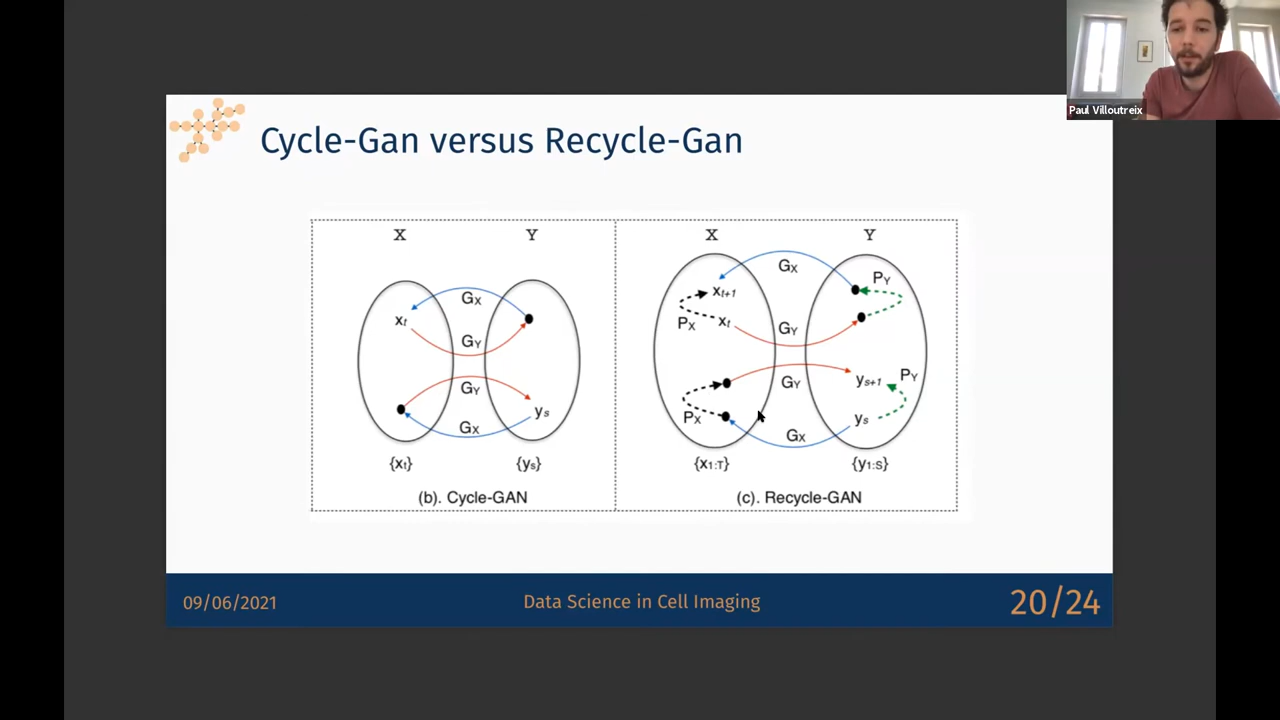 Paul Villoutreix
Cycle-Gan versus Recycle-Gan
X Y
GX
xt
GY
GY
ys
GX
{xt} {ys}
(b). Cycle-GAN
X Y
GX
PY
xt+1
PX xt
GY
PY
ys+1
GY
PX
ys
GX
{x1:T} {y1:S}
(c). Recycle-GAN
09/06/2021 Data Science in Cell Imaging 20/24